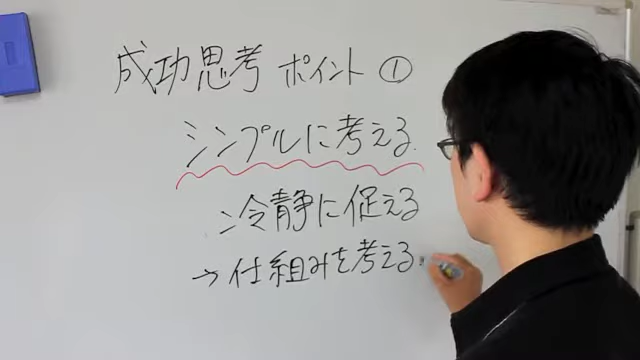 成功思考 ポイント ①
シンプルに考える.
:冷静に促える
→仕組みを考える.